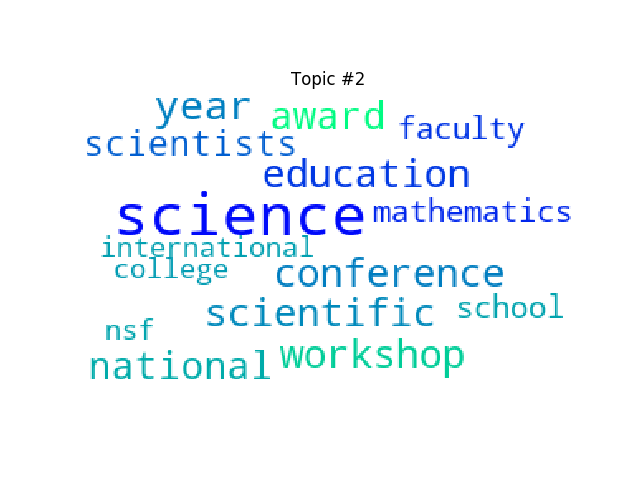 Topic #2
year award faculty
scientists
education
science mathematics
international
college conference
scientific school
nsf
national workshop